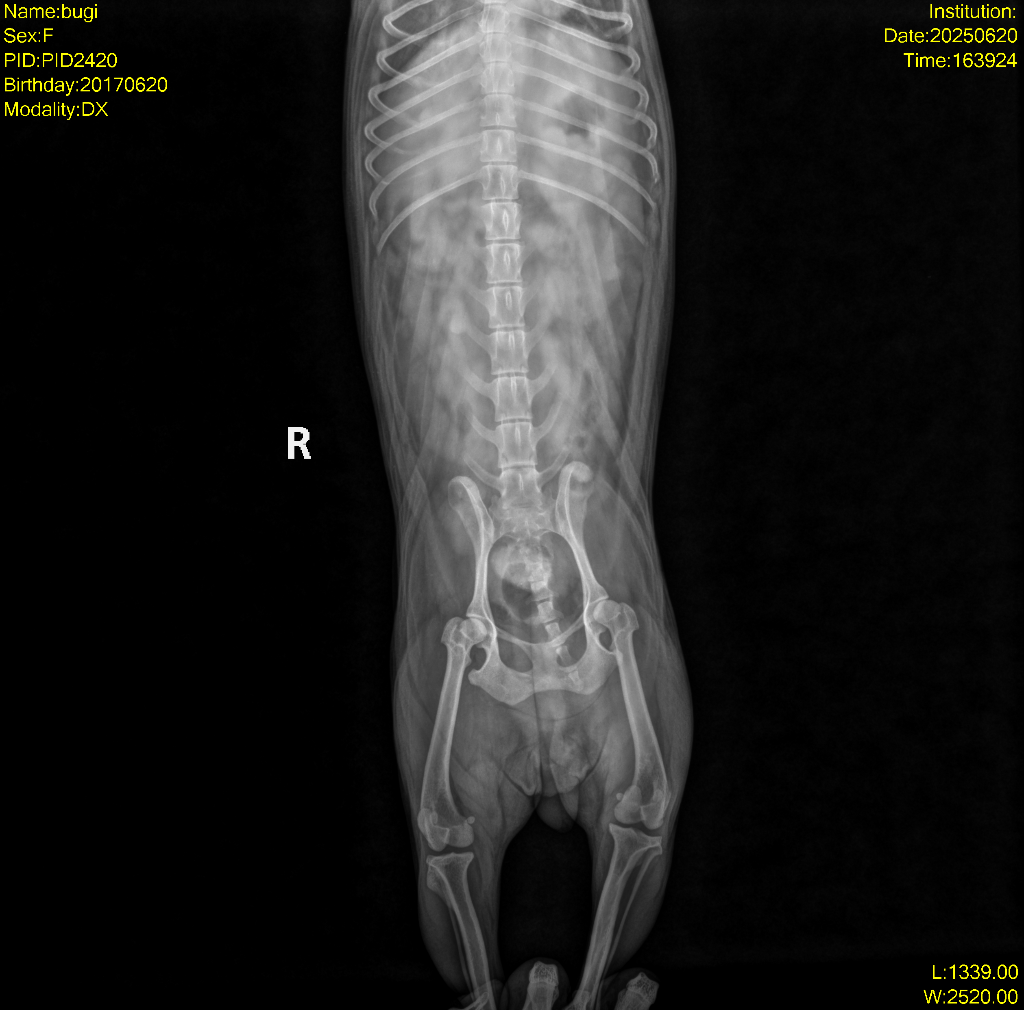 Name:bugi
Sex:F
PID:PID2420
Birthday:20170620
Modality:DX
Institution:
Date:20250620
Time:163924
R
L:1339.00
W:2520.00